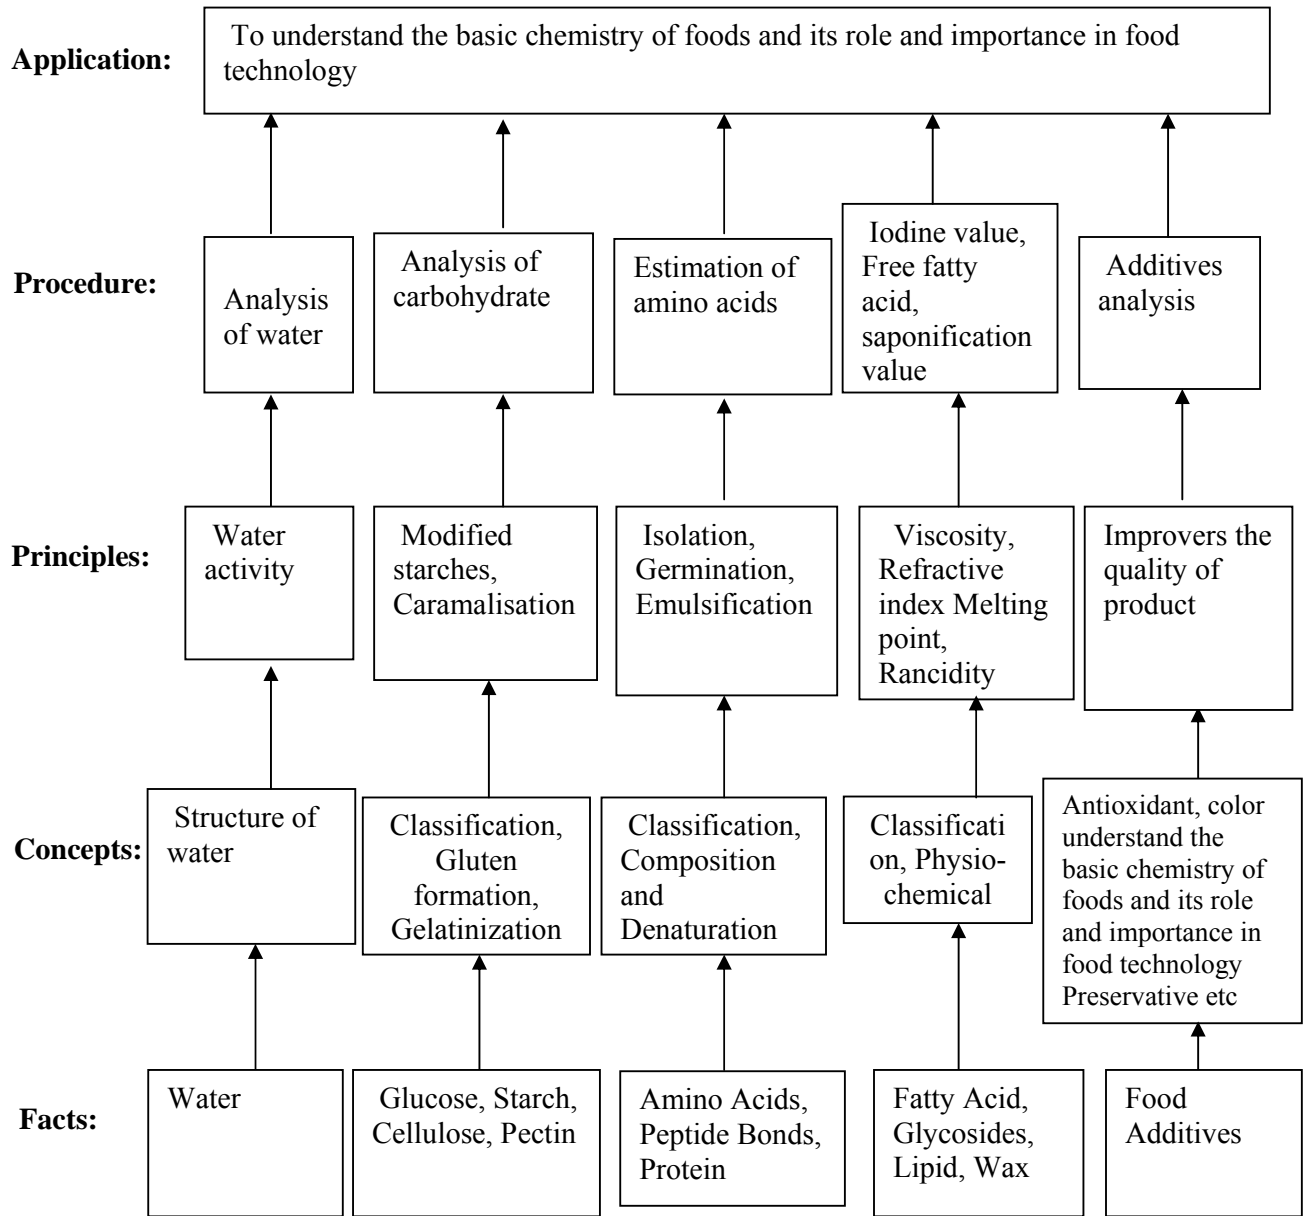 Application:
To understand the basic chemistry of foods and its role and importance in food
technology
Procedure:
Analysis
of water
Analysis of
carbohydrate
Estimation of
amino acids
Iodine value,
Free fatty
acid,
saponification
value
Additives
analysis
Principles:
Water
activity
Modified
starches,
Caramalisation
Isolation,
Germination,
Emulsification
Viscosity,
Refractive
index Melting
point,
Rancidity
Improvers the
quality of
product
Concepts:
Structure of
water
Classification,
Gluten
formation,
Gelatinization
Classification,
Composition
and
Denaturation
Classificati
on, Physio-
chemical
Antioxidant, color
understand the
basic chemistry of
foods and its role
and importance in
food technology
Preservative etc
Facts:
Water
Glucose, Starch,
Cellulose, Pectin
Amino Acids,
Peptide Bonds,
Protein
Fatty Acid,
Glycosides,
Lipid, Wax
Food
Additives